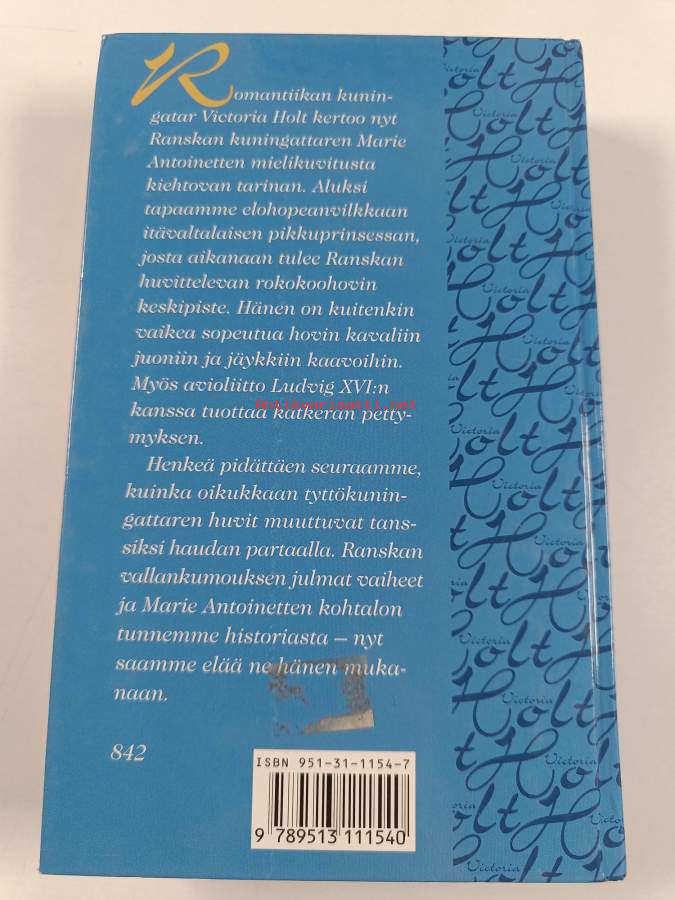 Romantiikan kunin-
gatar Victoria Holt kertoo nyt
Ranskan kuningattaren Marie
Antoinetten mielikuvitusta
kiehtovan tarinan. Aluksi
tapaamme elohopeanvilkkaan
itävaltalaisen pikkuprinsessan,
josta aikanaan tulee Ranskan
huvittelevan rokokoohovin
keskipiste. Hänen on kuitenkin
vaikea sopeutua hovin kavaliin
juoniin ja jäykkiin kaavoihin.
Myös avioliitto Ludvig XVI:n
Antikvariaatti.net
kanssa tuottaa katkeran petty-
myksen.
Henkeä pidättäen seuraamme,
kuinka oikukkaan tyttökunin-
gattaren huvit muuttuvat tans-
siksi haudan partaalla. Ranskan
vallankumouksen julmat vaiheet
ja Marie Antoinetten kohtalon
tunnemme historiasta – nyt
saamme elää ne hänen muka-
naan.
842
ISBN 951-31-1154-7
9 789513 111540
Victoria
Holt